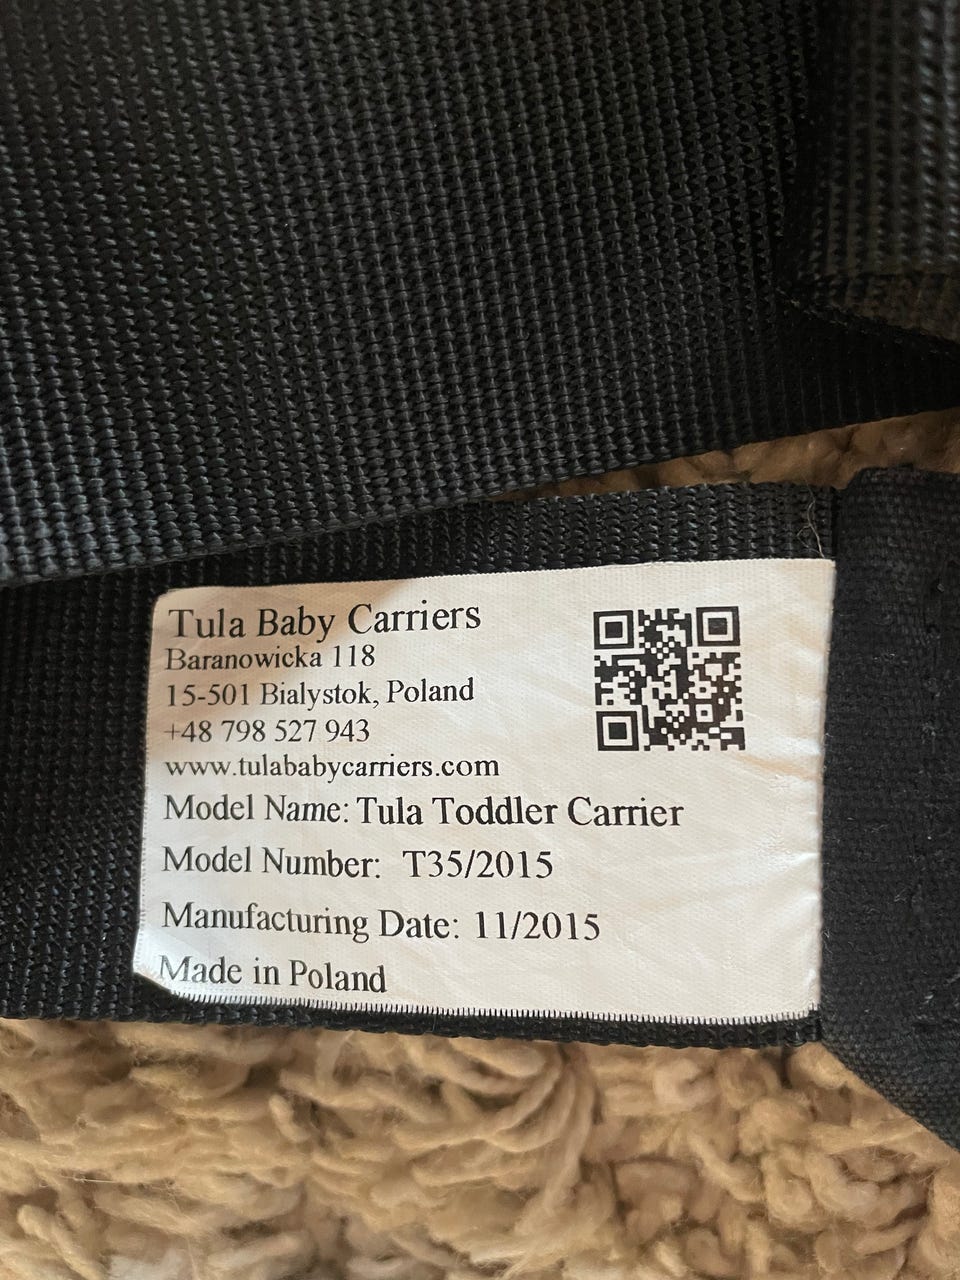 Tula Baby Carriers
Baranowicka 118
15-501 Bialystok, Poland
+48 798 527 943
www.tulababycarriers.com
Model Name: Tula Toddler Carrier
Model Number: T35/2015
Manufacturing Date: 11/2015
Made in Poland